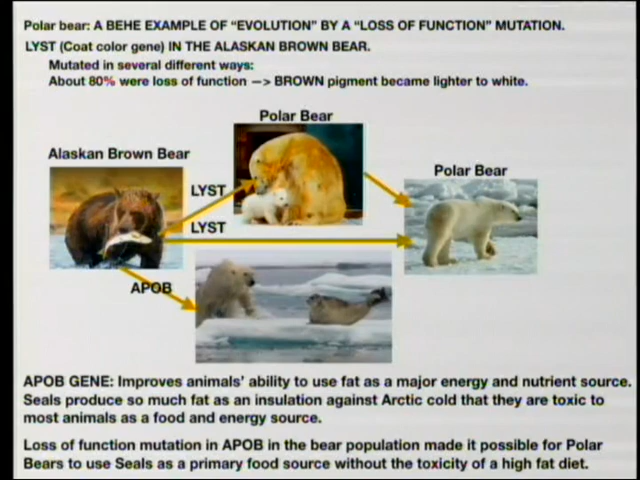 Polar bear: A BEHE EXAMPLE OF “EVOLUTION” BY A “LOSS OF FUNCTION” MUTATION.
LYST (Coat color gene) IN THE ALASKAN BROWN BEAR.
Mutated in several different ways:
About 80% were loss of function —> BROWN pigment became lighter to white.
Polar Bear
Alaskan Brown Bear
Polar Bear
LYST
LYST
APOB
APOB GENE: Improves animals’ ability to use fat as a major energy and nutrient source.
Seals produce so much fat as an insulation against Arctic cold that they are toxic to
most animals as a food and energy source.
Loss of function mutation in APOB in the bear population made it possible for Polar
Bears to use Seals as a primary food source without the toxicity of a high fat diet.